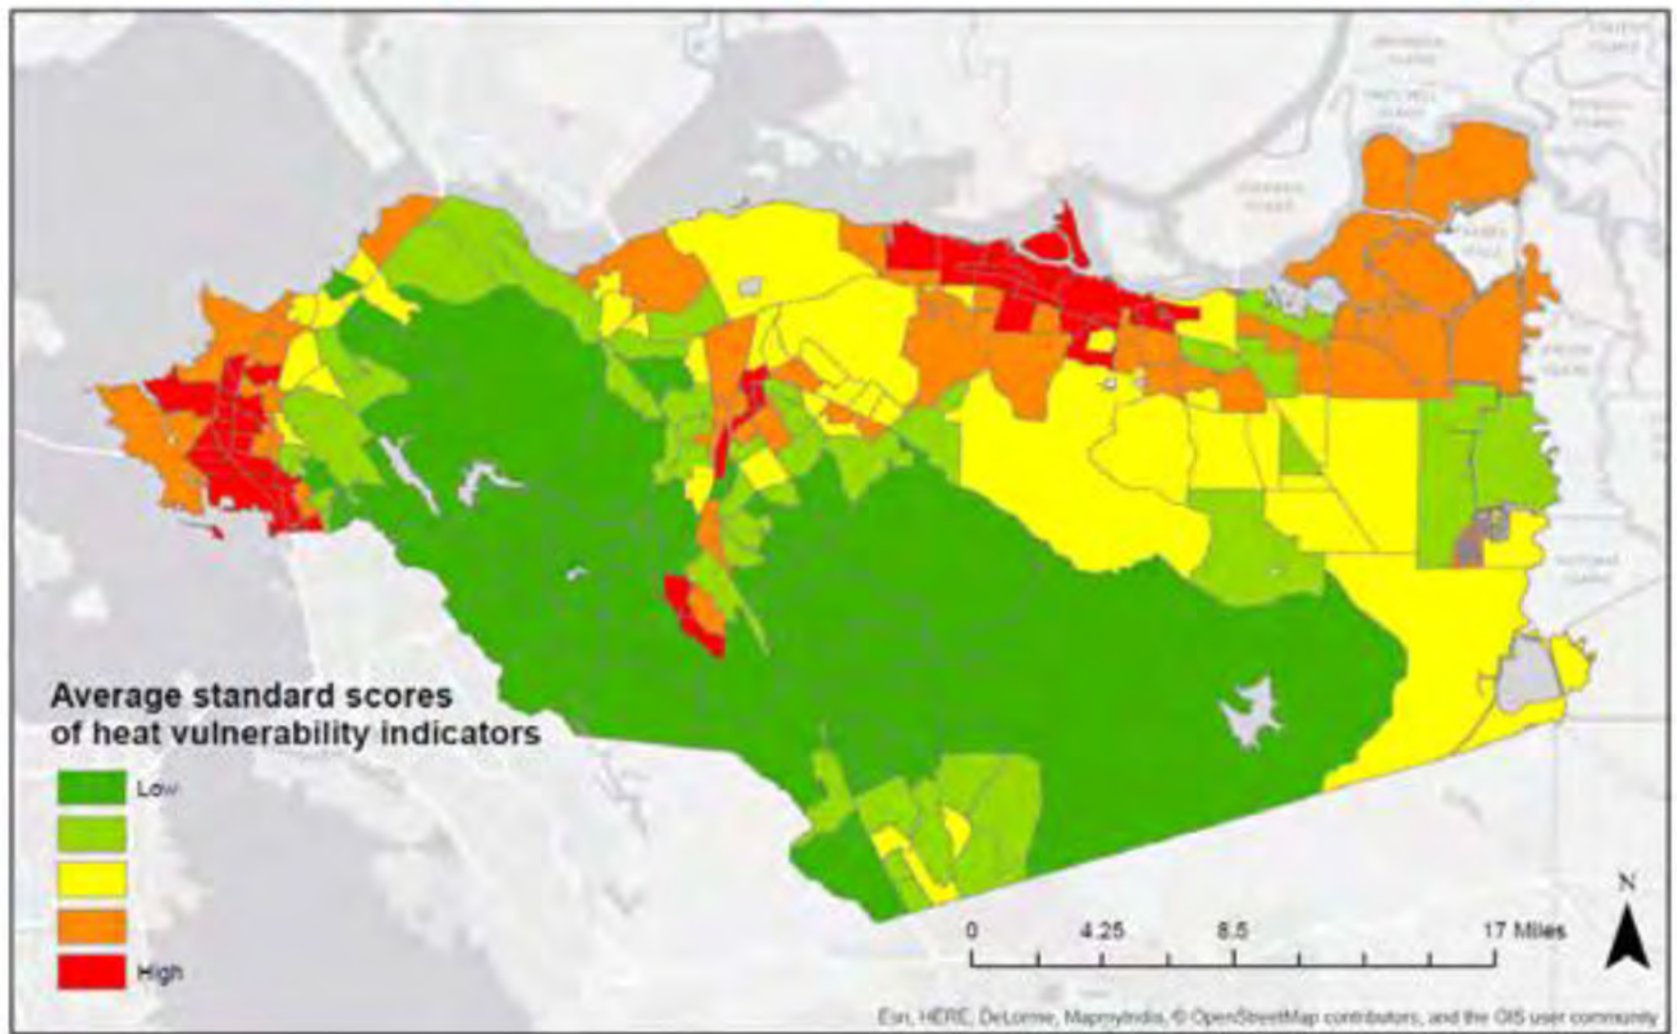 Average standard scores
of heat vulnerability indicators
Low
High
N
0 4.25 8.5 17 Miles
Esri, HERE, DeLorme, MapmyIndia, © OpenStreetMap contributors, and the GIS user community